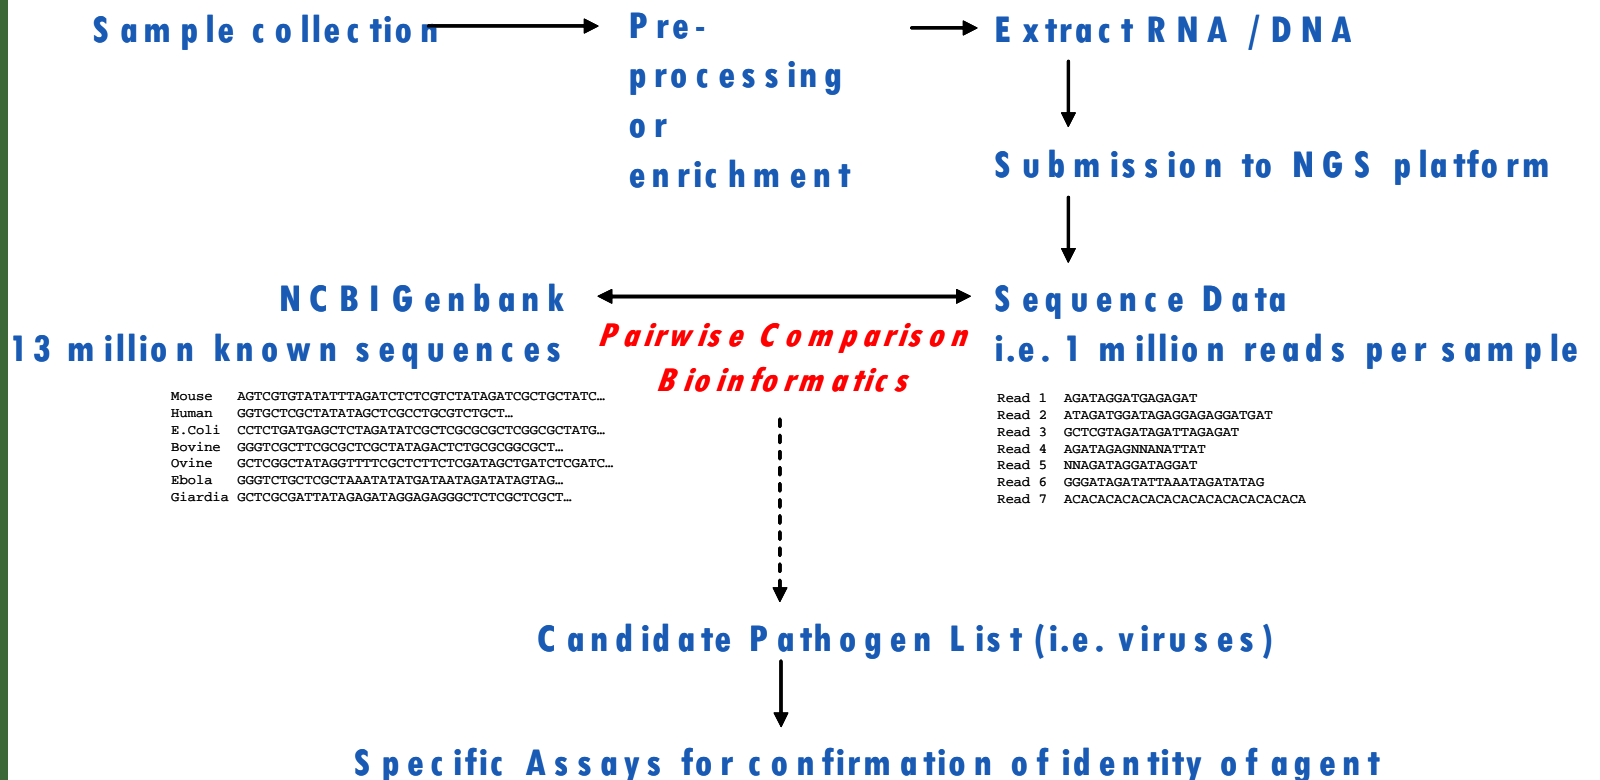 Sample collection
Pre-
processing
or
enrichment
Extract RNA / DNA
Submission to NGS platform
NCBI Genbank
13 million known sequences
Pairwise Comparison
Bioinformatics
Sequence Data
i.e. 1 million reads per sample
Mouse AGTCGTGTATATTTAGATCTCTCGTCTATAGATCGCTGCTATC…
Human GGTGCTCGCTATATAGCTCGCCTGCGTCTGCT…
E.Coli CCTCTGATGAGCTCTAGATATCGCTCGCGCGCTCGGCGCTATG…
Bovine GGGTCGCTTCGCGCTCGCTATAGACTCTGCGCGGCGCT…
Ovine GCTCGGCTATAGGTTTTCGCTCTTCTCGATAGCTGATCTCGATC…
Ebola GGGTCTGCTCGCTAAATATATGATAATAGATATAGTAG…
Giardia GCTCGCGATTATAGAGATAGGAGAGGGCTCTCGCTCGCT…
Read 1 AGATAGGATGAGAGAT
Read 2 ATAGATGGATAGAGGAGAGGATGAT
Read 3 GCTCGTAGATAGATTAGAGAT
Read 4 AGATAGAGNNANATTAT
Read 5 NNAGATAGGATAGGAT
Read 6 GGGATAGATATTAAATAGATATAG
Read 7 ACACACACACACACACACACACACACACA
Candidate Pathogen List (i.e. viruses)
Specific Assays for confirmation of identity of agent